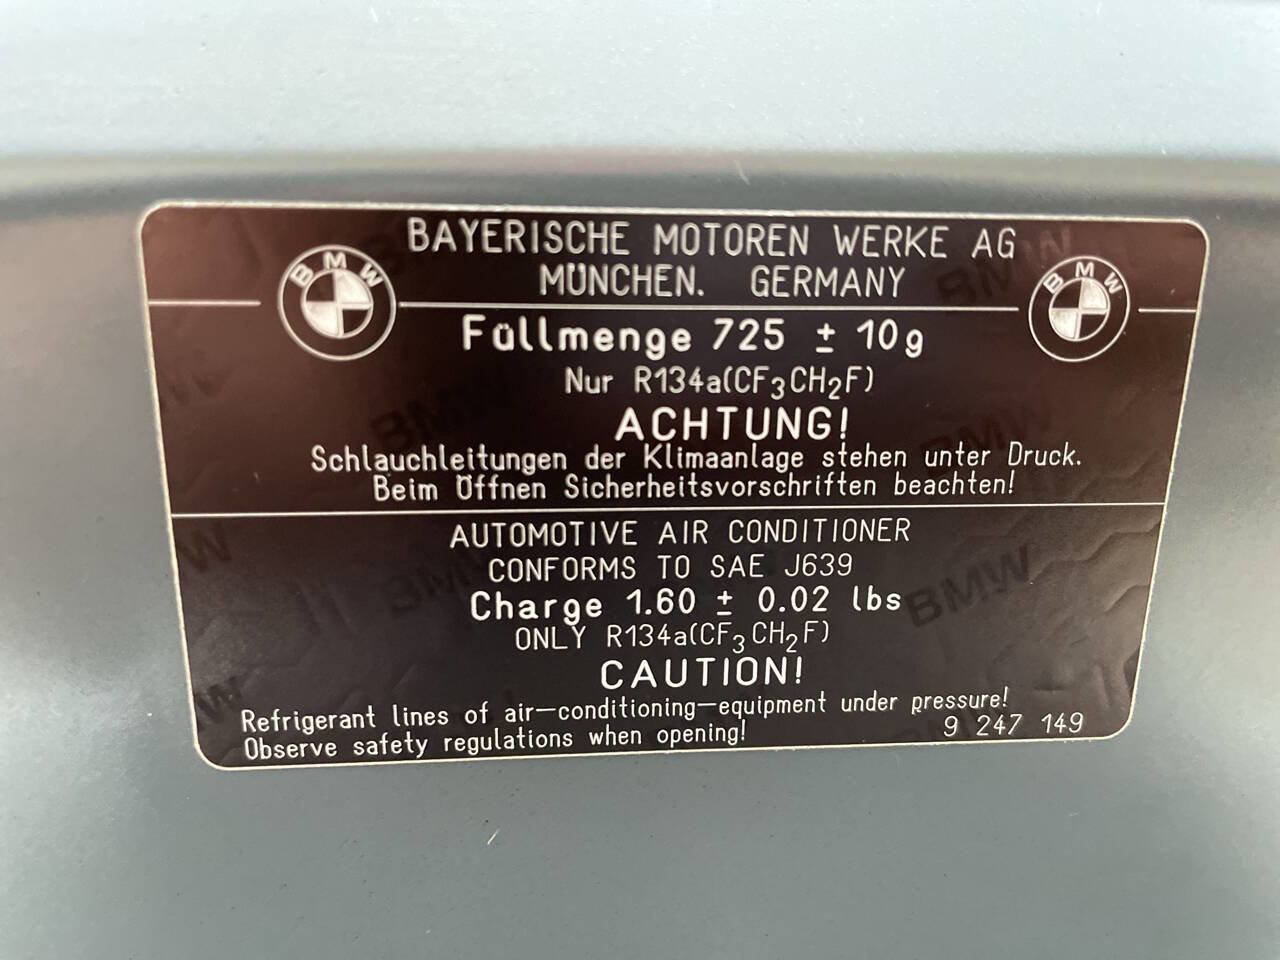 BAYERISCHE MOTOREN WERKE AG
MÜNCHEN. GERMANY
BMW
BMW
Füllmenge 725 ± 10g
Nur R134a(CF₃CH₂F)
ACHTUNG!
Schlauchleitungen der Klimaanlage stehen unter Druck.
Beim Öffnen Sicherheitsvorschriften beachten!
AUTOMOTIVE AIR CONDITIONER
CONFORMS TO SAE J639
Charge 1.60 ± 0.02 lbs
ONLY R134a(CF₃CH₂F)
CAUTION!
Refrigerant lines of air-conditioning-equipment under pressure!
Observe safety regulations when opening!
9 247 149